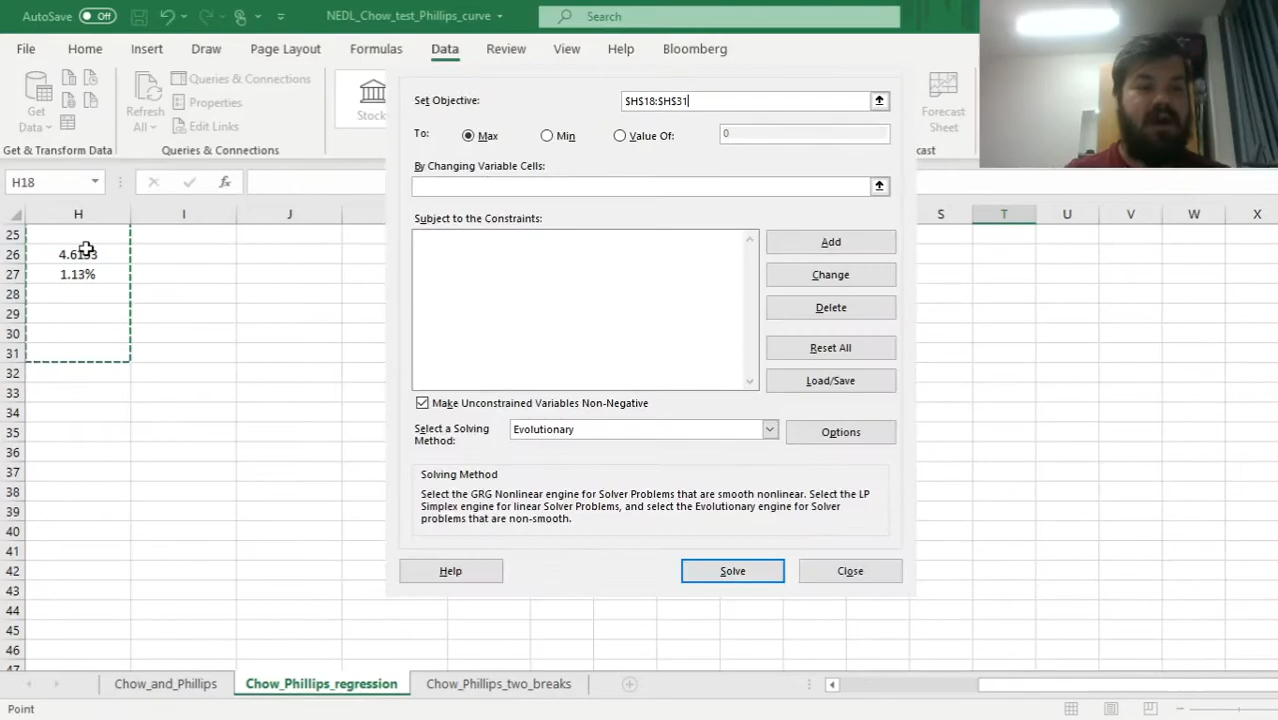 AutoSave Off NEDL_Chow_test_Phillips_curve Search
File Home Insert Draw Page Layout Formulas Data Review View Help Bloomberg
Get Data
Refresh All
Queries & Connections
Properties
Edit Links
Stock
Forecast Sheet
Get & Transform Data Queries & Connections cast
H18 fx
H I J S T U V W X
25
26 4.6193
27 1.13%
28
29
30
31
32
33
34
35
36
37
38
39
40
41
42
43
44
45
46
47
Set Objective: $H$18:$H$31
To: Max Min Value Of: 0
By Changing Variable Cells:
Subject to the Constraints:
Add
Change
Delete
Reset All
Load/Save
Make Unconstrained Variables Non-Negative
Select a Solving Method: Evolutionary Options
Solving Method
Select the GRG Nonlinear engine for Solver Problems that are smooth nonlinear. Select the LP
Simplex engine for linear Solver Problems, and select the Evolutionary engine for Solver
problems that are non-smooth.
Help Solve Close
Chow_and_Phillips Chow_Phillips_regression Chow_Phillips_two_breaks
Point